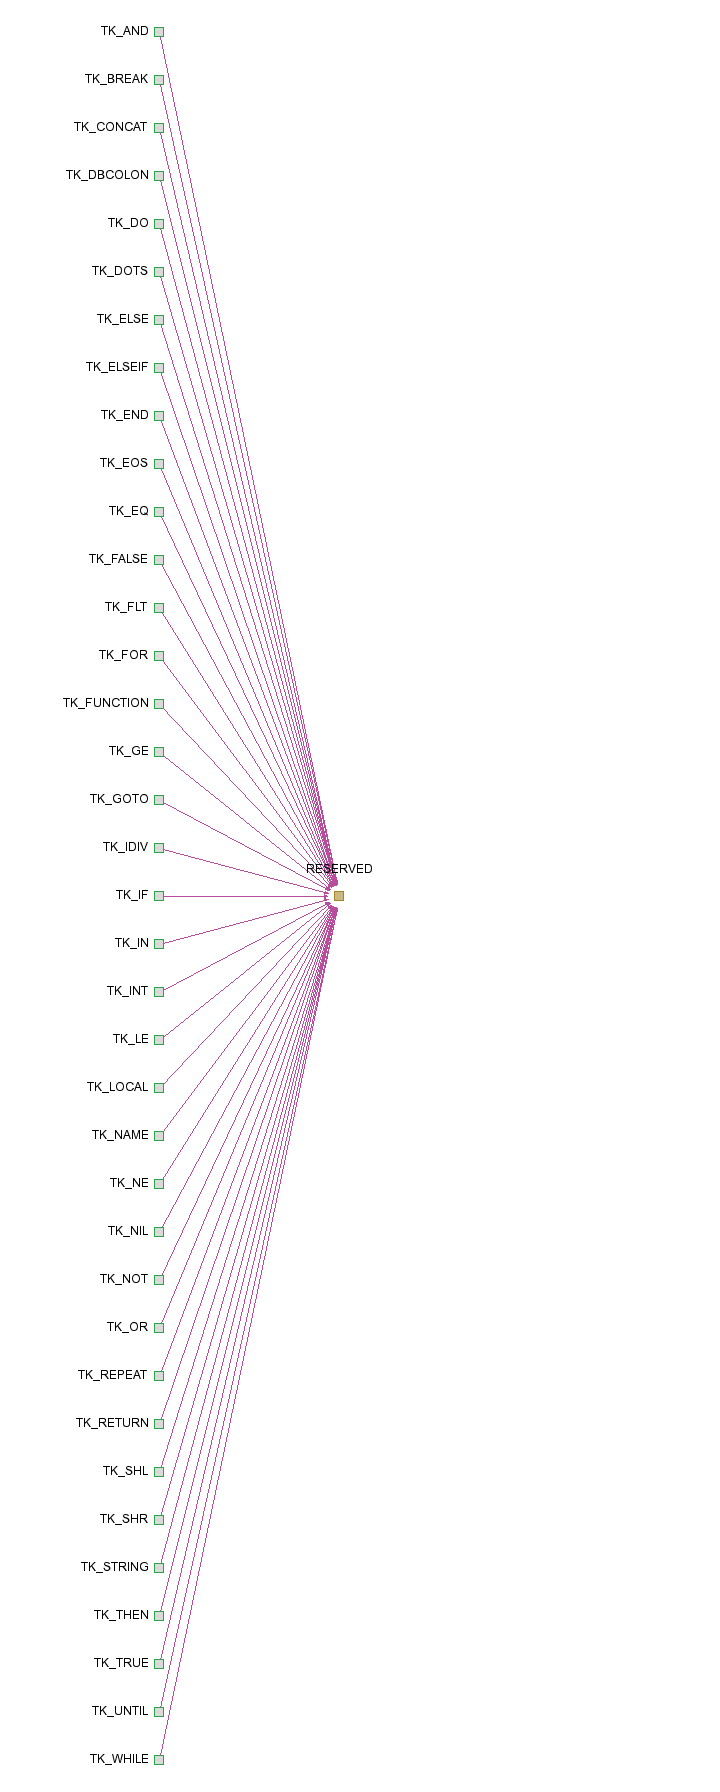 TK_AND
TK_BREAK
TK_CONCAT
TK_DBCOLON
TK_DO
TK_DOTS
TK_ELSE
TK_ELSEIF
TK_END
TK_EOS
TK_EQ
TK_FALSE
TK_FLT
TK_FOR
TK_FUNCTION
TK_GE
TK_GOTO
TK_IDIV
RESERVED
TK_IF
TK_IN
TK_INT
TK_LE
TK_LOCAL
TK_NAME
TK_NE
TK_NIL
TK_NOT
TK_OR
TK_REPEAT
TK_RETURN
TK_SHL
TK_SHR
TK_STRING
TK_THEN
TK_TRUE
TK_UNTIL
TK_WHILE